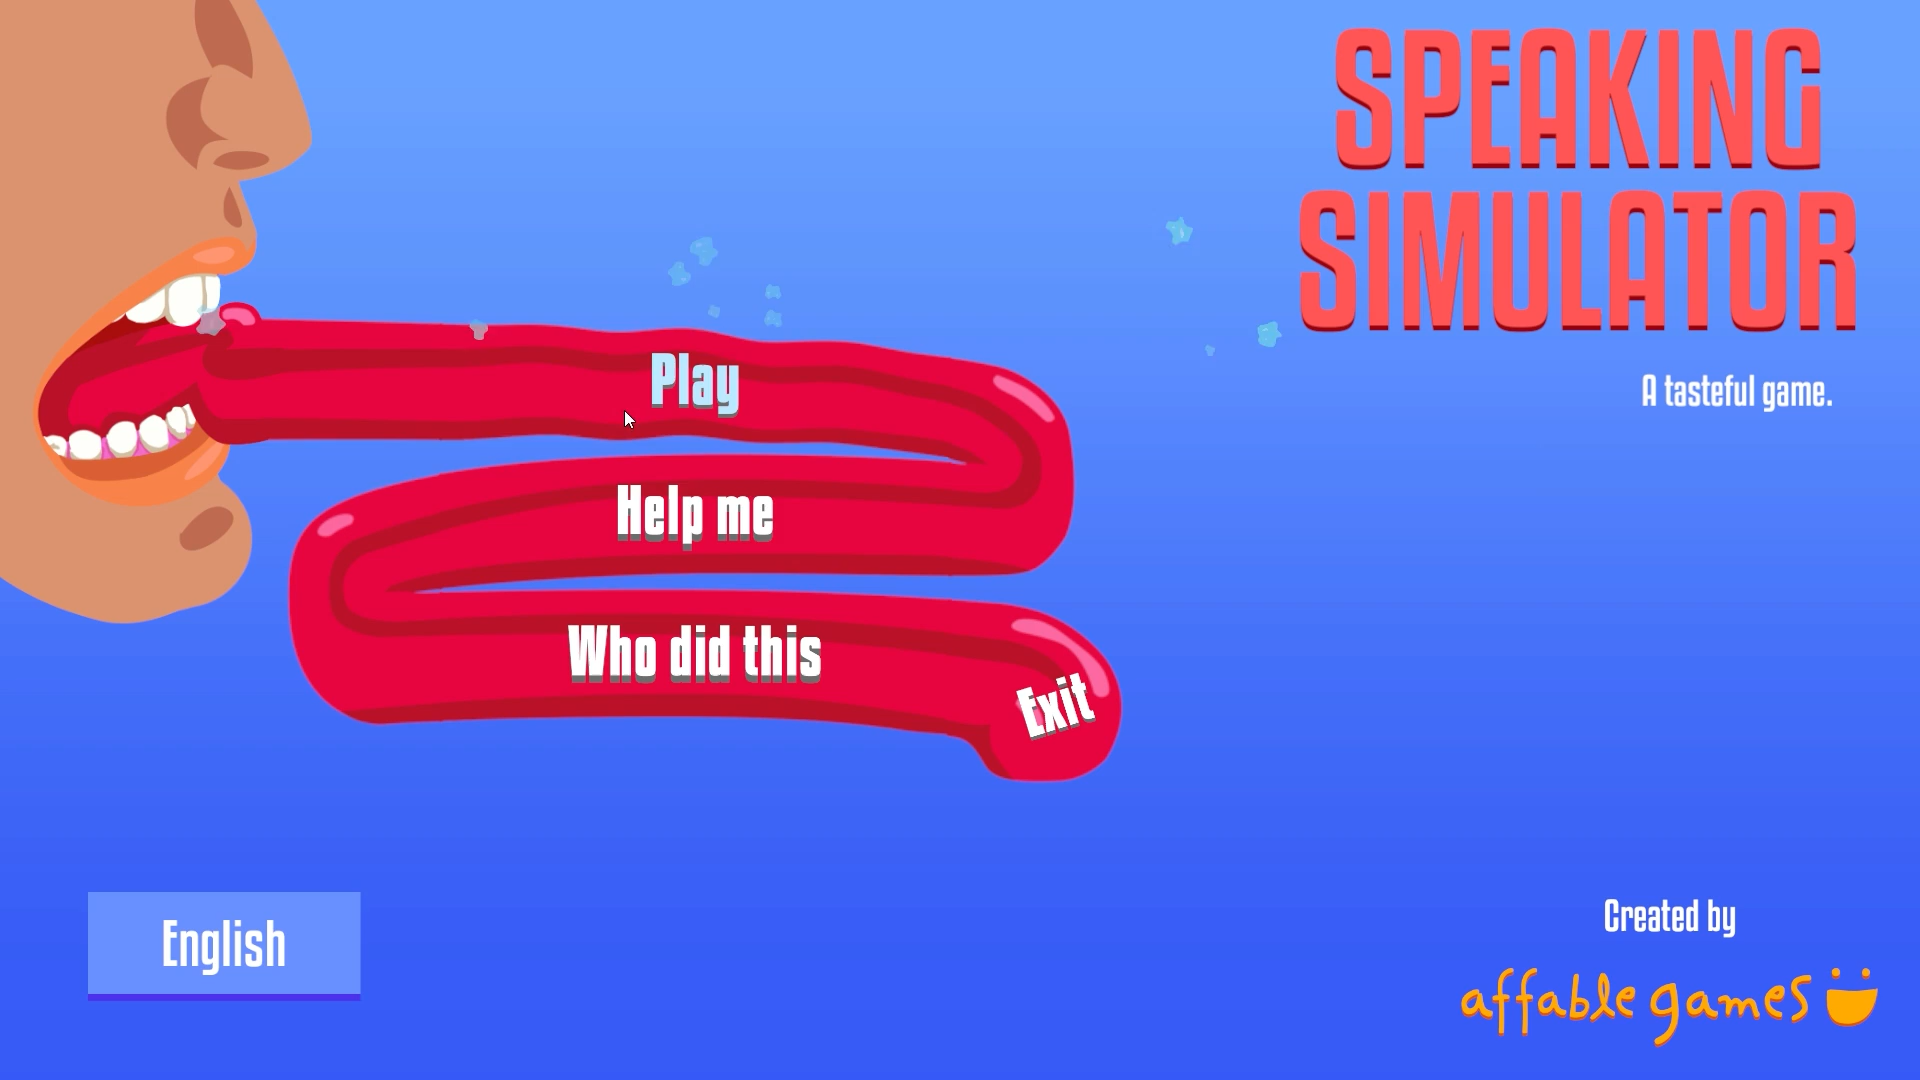 SPEAKING
SIMULATOR
A tasteful game.
Play
Help me
Who did this
Exit
English
Created by
affable games